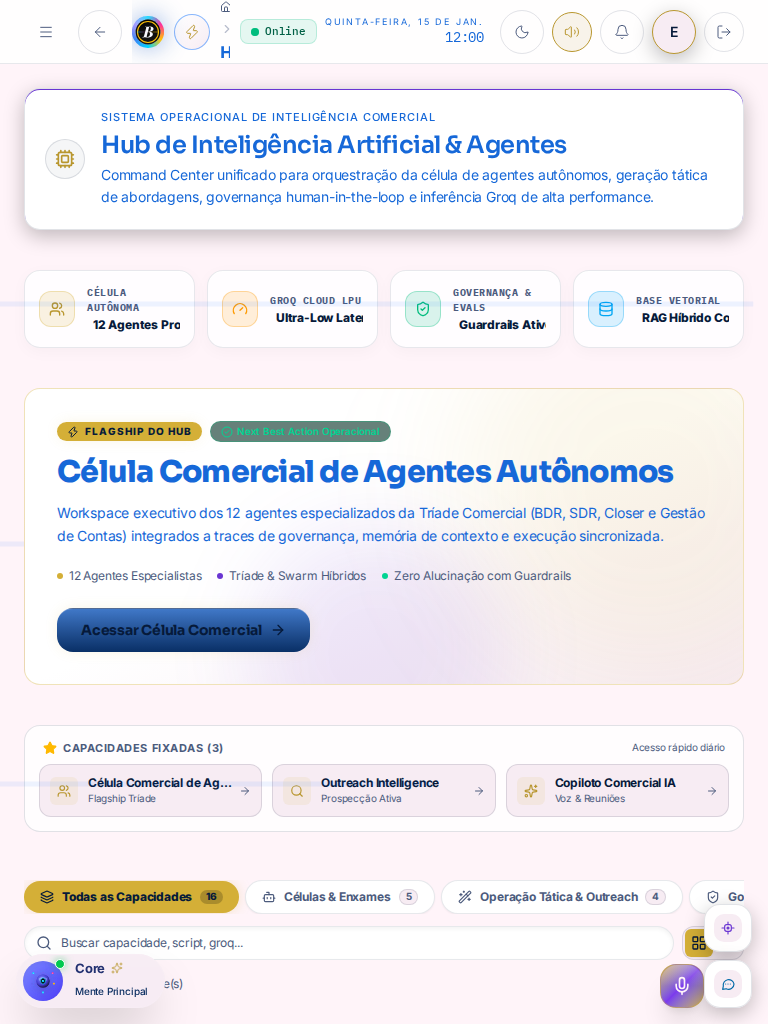 B
H
Online
QUINTA-FEIRA, 15 DE JAN.
12:00
E
SISTEMA OPERACIONAL DE INTELIGÊNCIA COMERCIAL
Hub de Inteligência Artificial & Agentes
Command Center unificado para orquestração da célula de agentes autônomos, geração tática
de abordagens, governança human-in-the-loop e inferência Groq de alta performance.
CÉLULA
AUTÔNOMA
12 Agentes Pro
GROQ CLOUD LPU
Ultra-Low Late
GOVERNANÇA &
EVALS
Guardrails Ativ
BASE VETORIAL
RAG Híbrido Co
FLAGSHIP DO HUB
Next Best Action Operacional
Célula Comercial de Agentes Autônomos
Workspace executivo dos 12 agentes especializados da Tríade Comercial (BDR, SDR, Closer e Gestão
de Contas) integrados a traces de governança, memória de contexto e execução sincronizada.
12 Agentes Especialistas
Tríade & Swarm Híbridos
Zero Alucinação com Guardrails
Acessar Célula Comercial
CAPACIDADES FIXADAS (3)
Acesso rápido diário
Célula Comercial de Ag...
Flagship Triade
Outreach Intelligence
Prospecção Ativa
Copiloto Comercial IA
Voz & Reuniões
Todas as Capacidades 16
Células & Enxames 5
Operação Tática & Outreach 4
Go
Buscar capacidade, script, groq...
Core
Mente Principal
e(s)